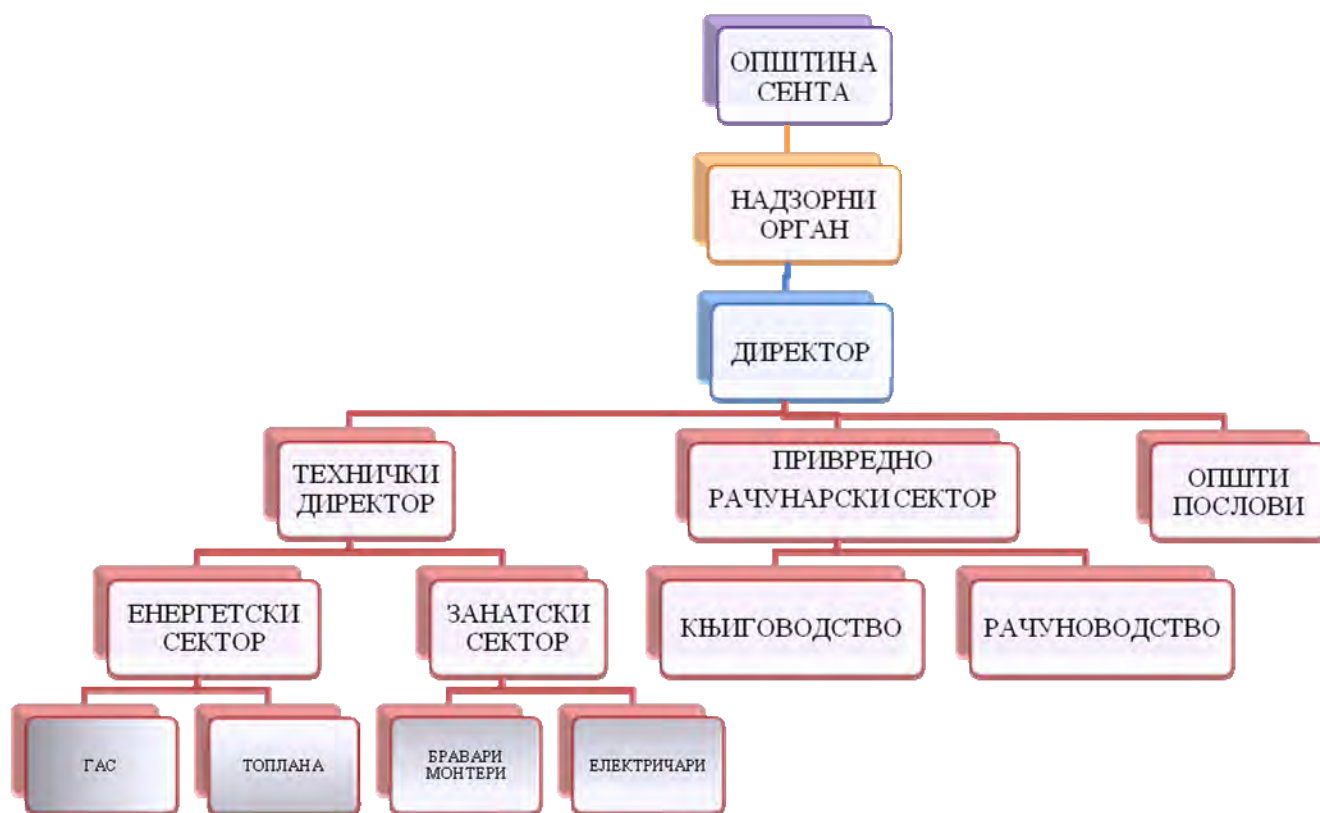 ОПШТИНА
СЕНТА
НАДЗОРНИ
ОРГАН
ДИРЕКТОР
ТЕХНИЧКИ
ДИРЕКТОР
ПРИВРЕДНО
РАЧУНАРСКИ СЕКТОР
ОПШТИ
ПОСЛОВИ
ЕНЕРГЕТСКИ
СЕКТОР
ЗАНАТСКИ
СЕКТОР
КЊИГОВОДСТВО
РАЧУНОВОДСТВО
ГАС
ТОПЛАНА
БРАВАРИ
МОНТЕРИ
ЕЛЕКТРИЧАРИ